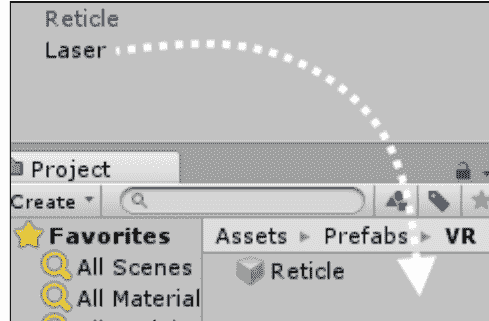 Reticle
Laser
Project
Create
Favorites
Assets Prefabs VR
All Scenes
Reticle
All Material